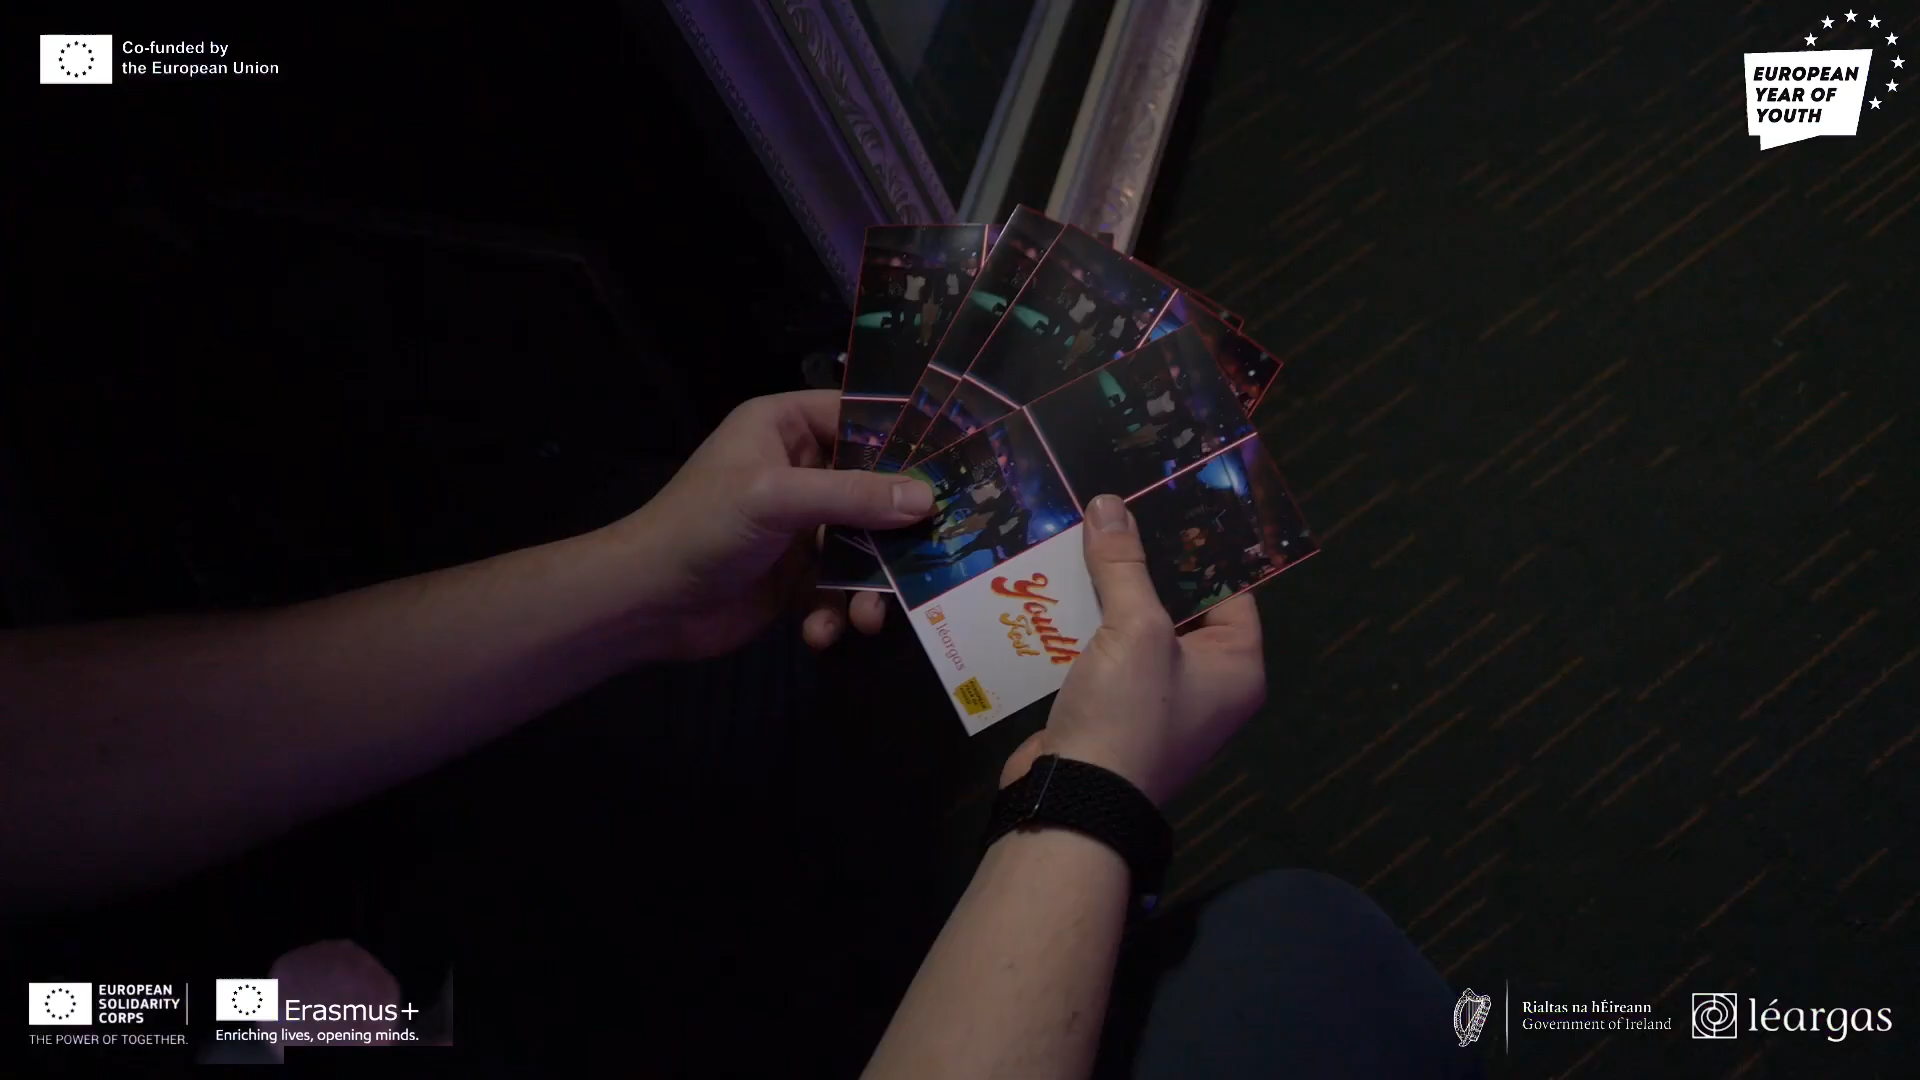 Co-funded by
the European Union
EUROPEAN
YEAR OF
YOUTH
Youth
Fest
léargas
EUROPEAN
SOLIDARITY
CORPS
THE POWER OF TOGETHER.
Erasmus+
Enriching lives, opening minds.
Rialtas na hÉireann
Government of Ireland
léargas